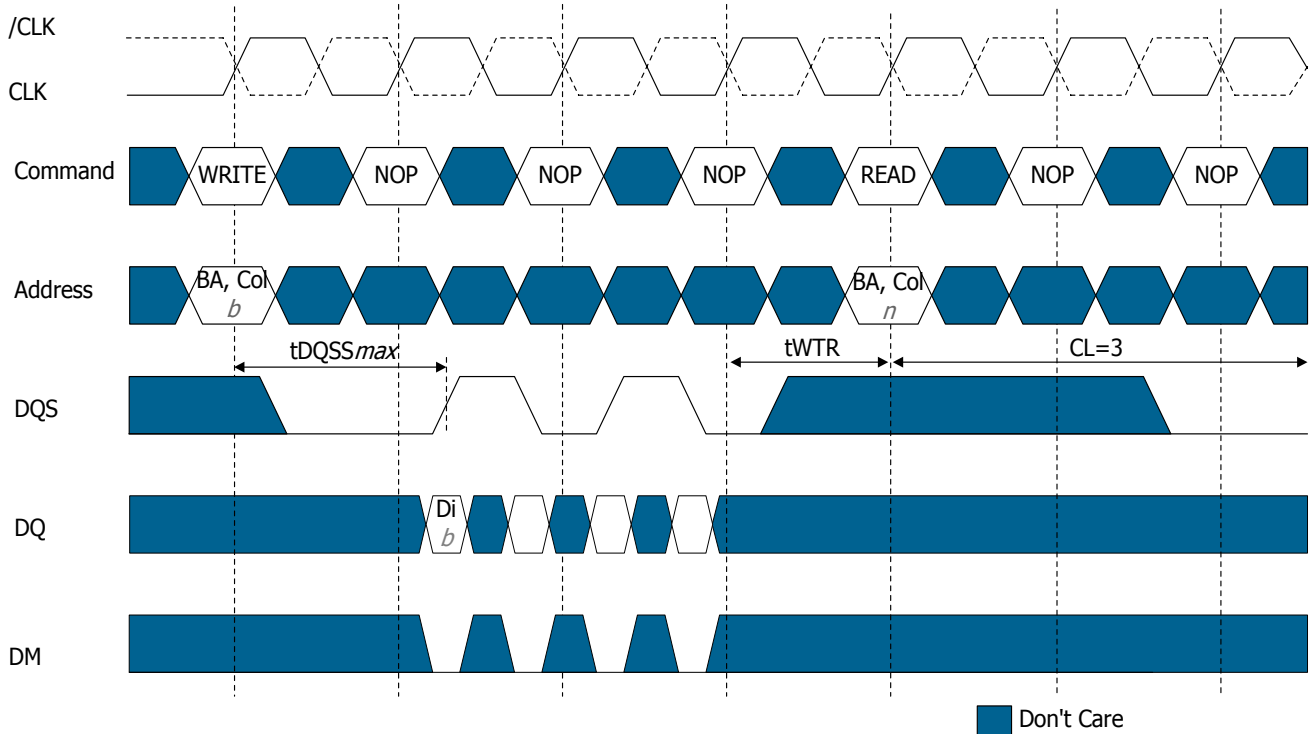 /CLK
CLK
Command
WRITE NOP NOP NOP READ NOP NOP
Address
BA, Col
b
BA, Col
n
tDQSSmax
tWTR
CL=3
DQS
DQ
Di
b
DM
Don't Care